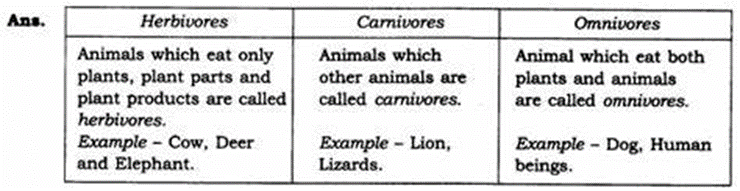 Ans. Herbivores Carnivores Omnivores
Animals which eat only
plants, plant parts and
plant products are called
herbivores.
Example – Cow, Deer
and Elephant.
Animals which
other animals are
called carnivores.
Example – Lion,
Lizards.
Animal which eat both
plants and animals
are called omnivores.
Example – Dog, Human
beings.